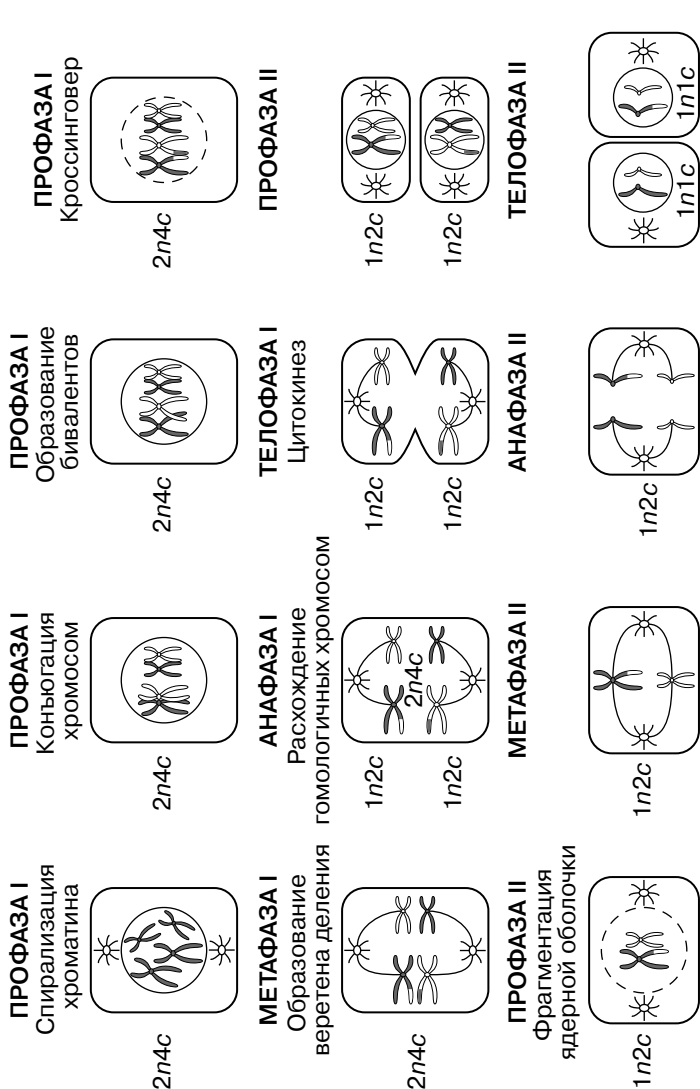 ПРОФАЗА I
Спирализация
хроматина
2n4c
ПРОФАЗА I
Конъюгация
хромосом
2n4c
ПРОФАЗА I
Образование
бивалентов
2n4c
ПРОФАЗА I
Кроссинговер
2n4c
МЕТАФАЗА I
Образование
веретена деления
2n4c
АНАФАЗА I
Расхождение
гомологичных хромосом
1n2c
2n4c
1n2c
ТЕЛОФАЗА I
Цитокинез
1n2c
1n2c
ПРОФАЗА II
1n2c
1n2c
ПРОФАЗА II
Фрагментация
ядерной оболочки
1n2c
МЕТАФАЗА II
1n2c
АНАФАЗА II
1n2c
ТЕЛОФАЗА II
1n1c
1n1c